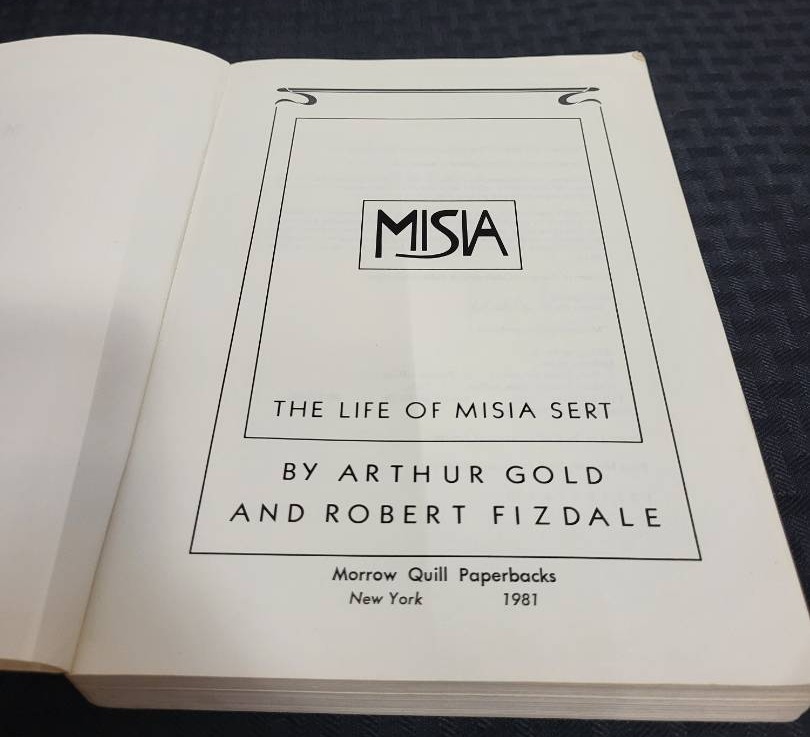 MISIA
THE LIFE OF MISIA SERT
BY ARTHUR GOLD
AND ROBERT FIZDALE
Morrow Quill Paperbacks
New York 1981